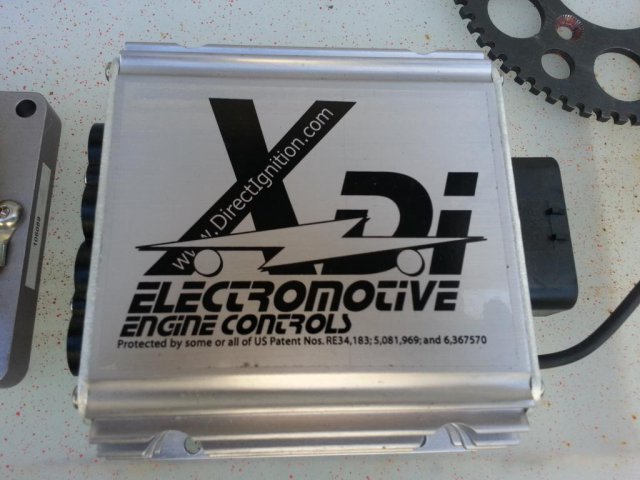 XDi
www.DirectIgnition.com
ELECTROMOTIVE
ENGINE CONTROLS
Protected by some or all of US Patent Nos. RE34,183; 5,081,969; and 6,367570